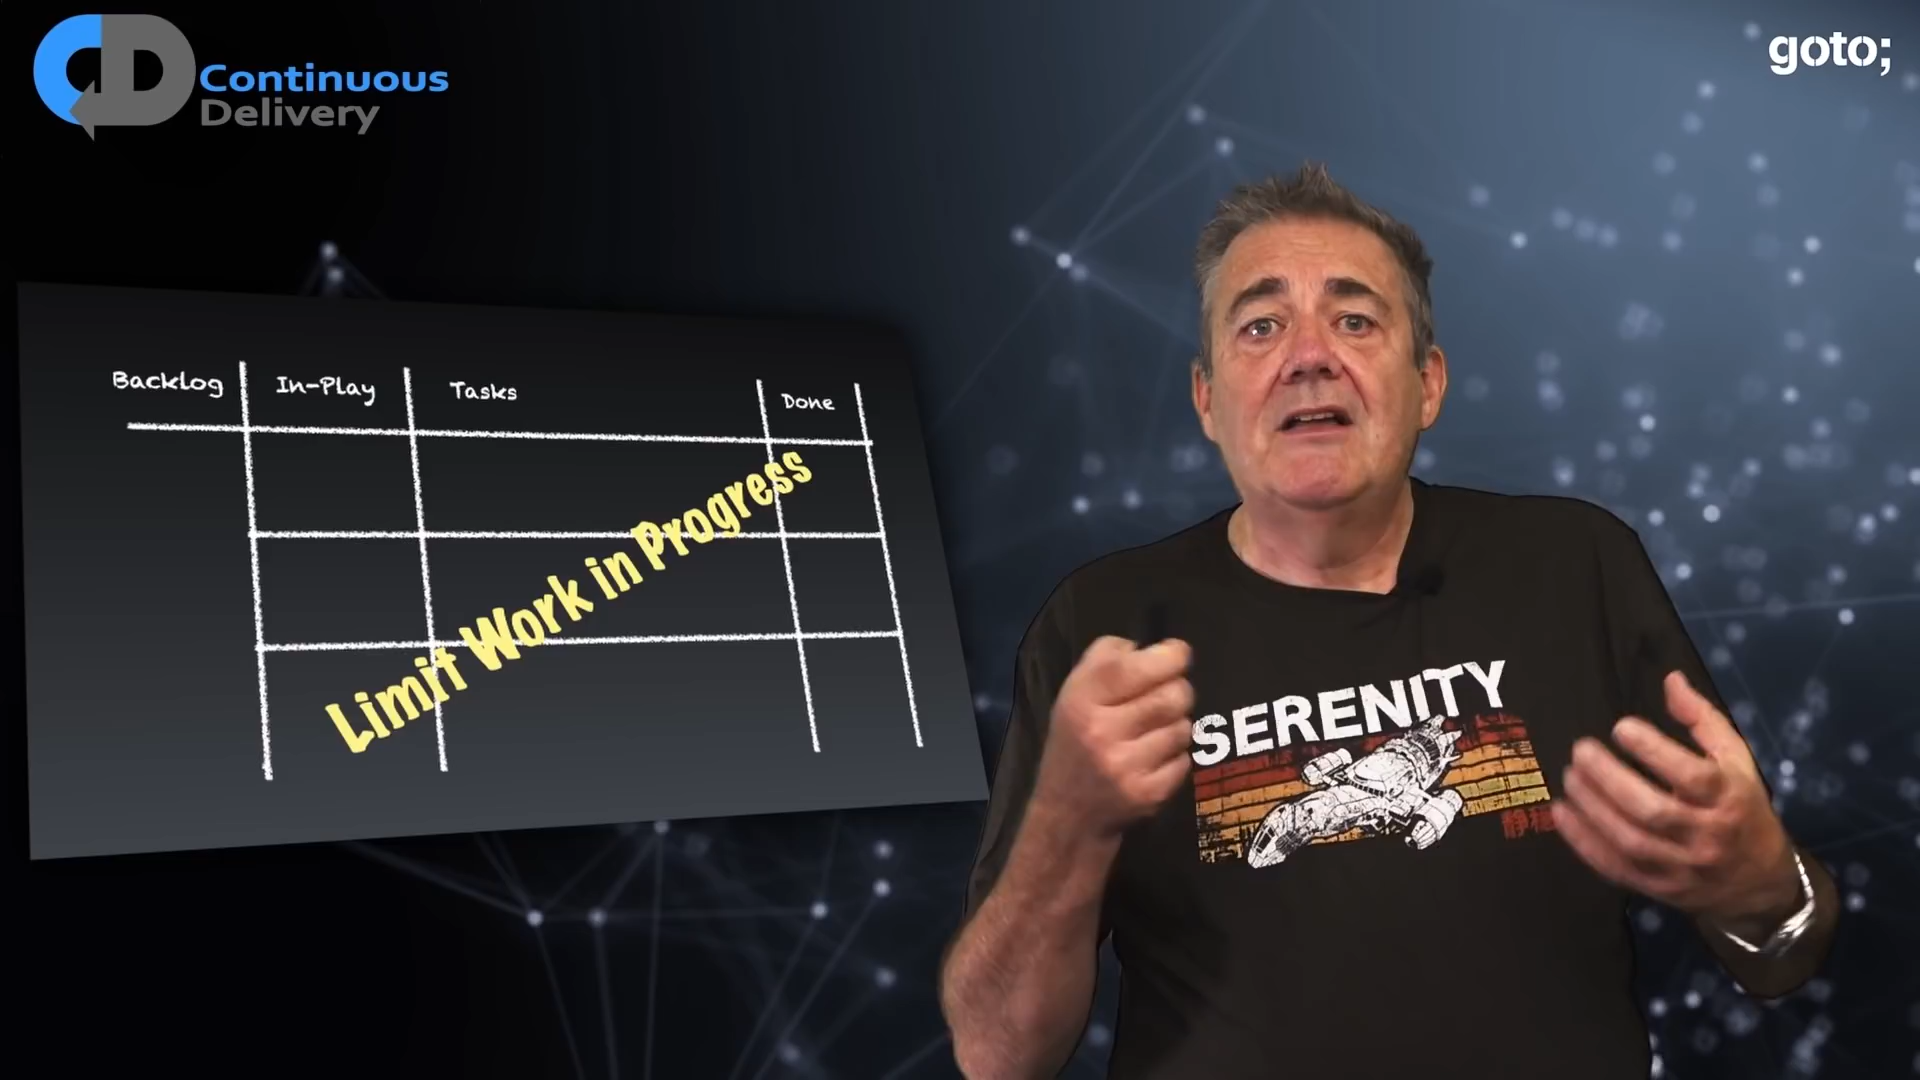 Continuous
Delivery
goto;
Backlog In-Play Tasks Done
Limit Work in Progress
SERENITY